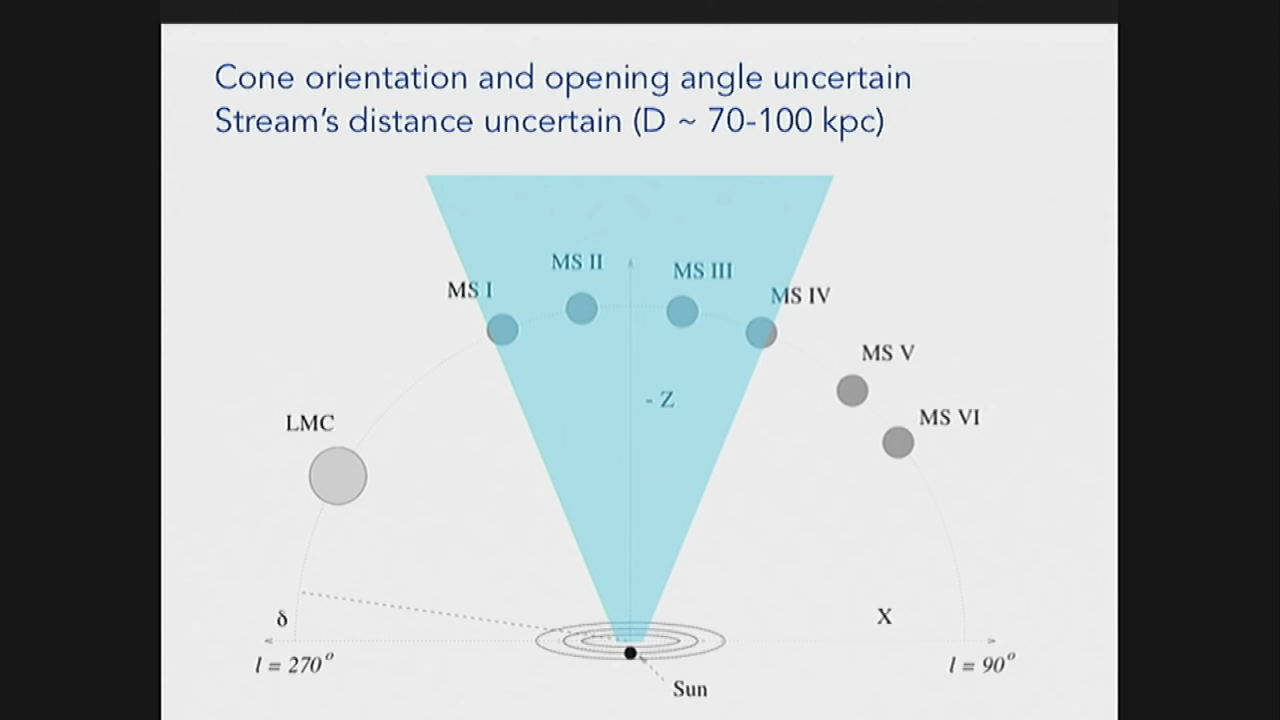 Cone orientation and opening angle uncertain
Stream's distance uncertain (D ~ 70-100 kpc)
MS II
MS III
MS I
MS IV
MS V
- Z
LMC
MS VI
δ
X
l = 270°
l = 90°
Sun